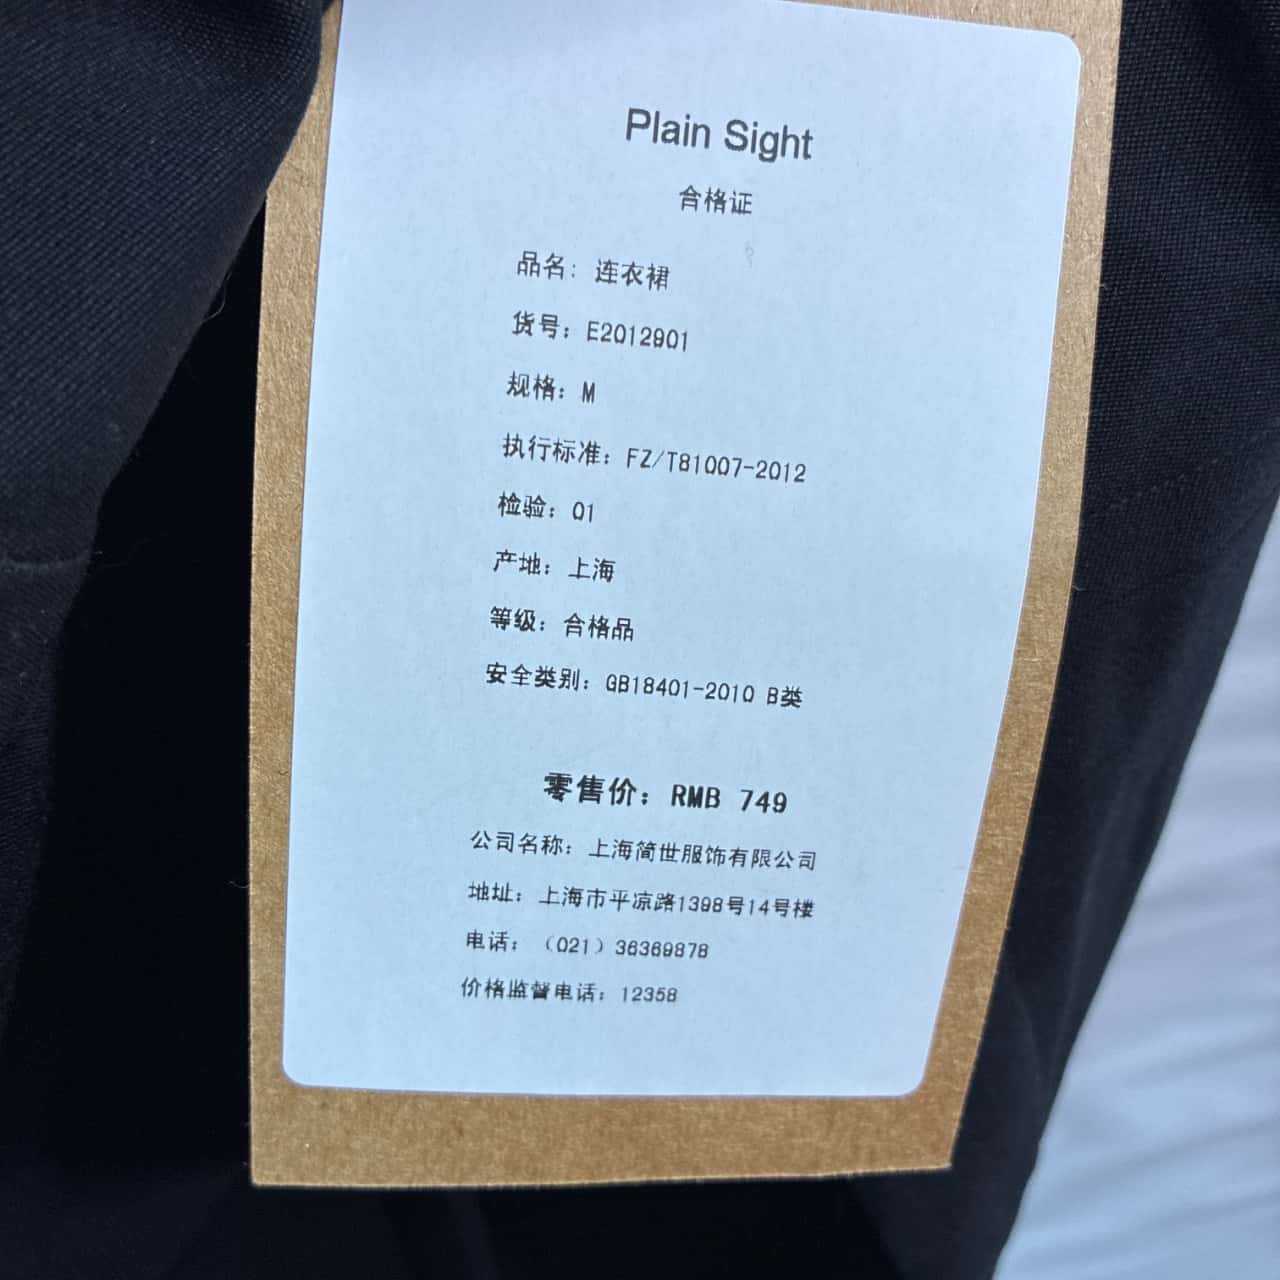 Plain Sight
合格证
品名：连衣裙
货号：E2012901
规格：M
执行标准：FZ/T81007-2012
检验：01
产地：上海
等级：合格品
安全类别：GB18401-2010 B类
零售价：RMB 749
公司名称：上海简世服饰有限公司
地址：上海市平凉路1398号14号楼
电话：（021）36369878
价格监督电话：12358